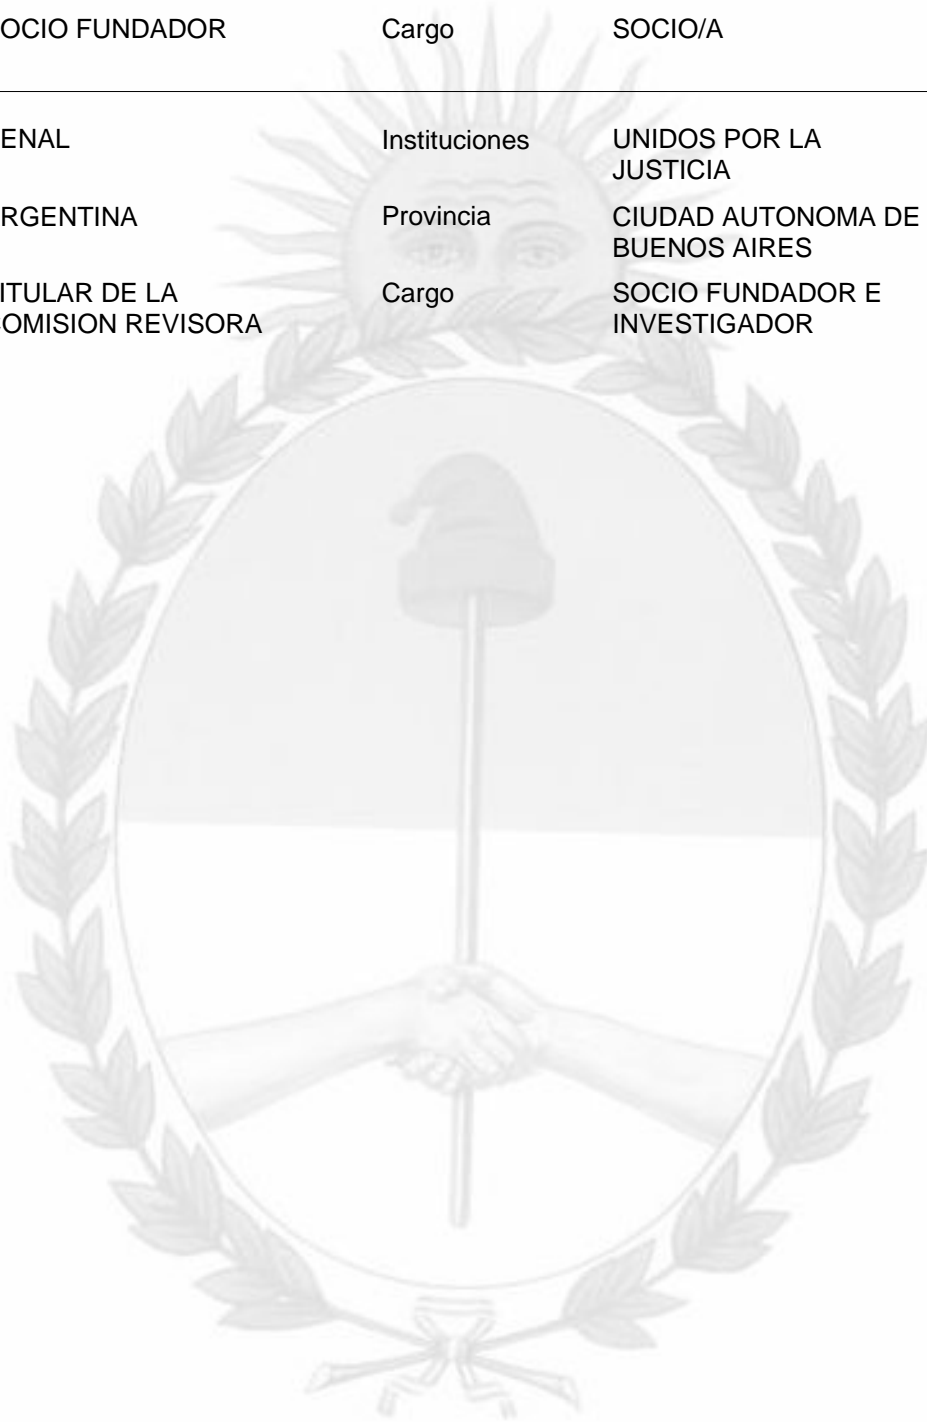 OCIO FUNDADOR Cargo SOCIO/A
ENAL Instituciones UNIDOS POR LA
JUSTICIA
RGENTINA Provincia CIUDAD AUTONOMA DE
BUENOS AIRES
ITULAR DE LA Cargo SOCIO FUNDADOR E
OMISION REVISORA INVESTIGADOR